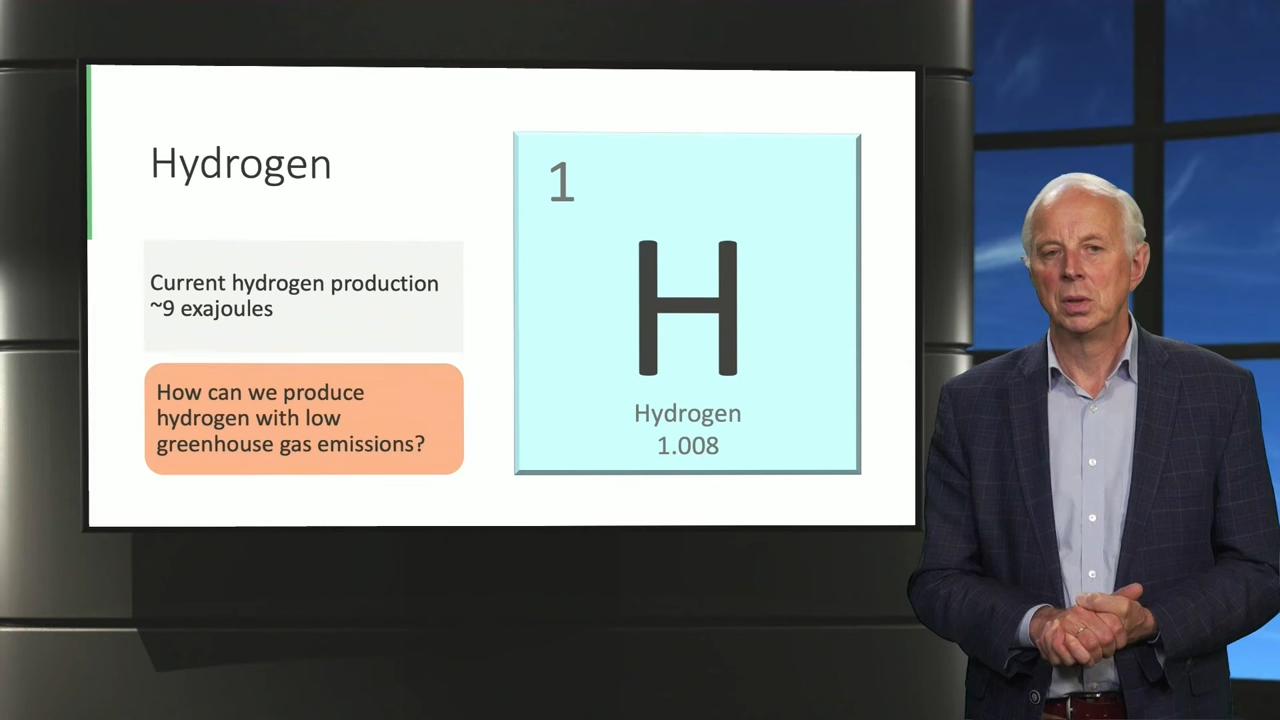 Hydrogen
Current hydrogen production
~9 exajoules
How can we produce
hydrogen with low
greenhouse gas emissions?
1
H
Hydrogen
1.008